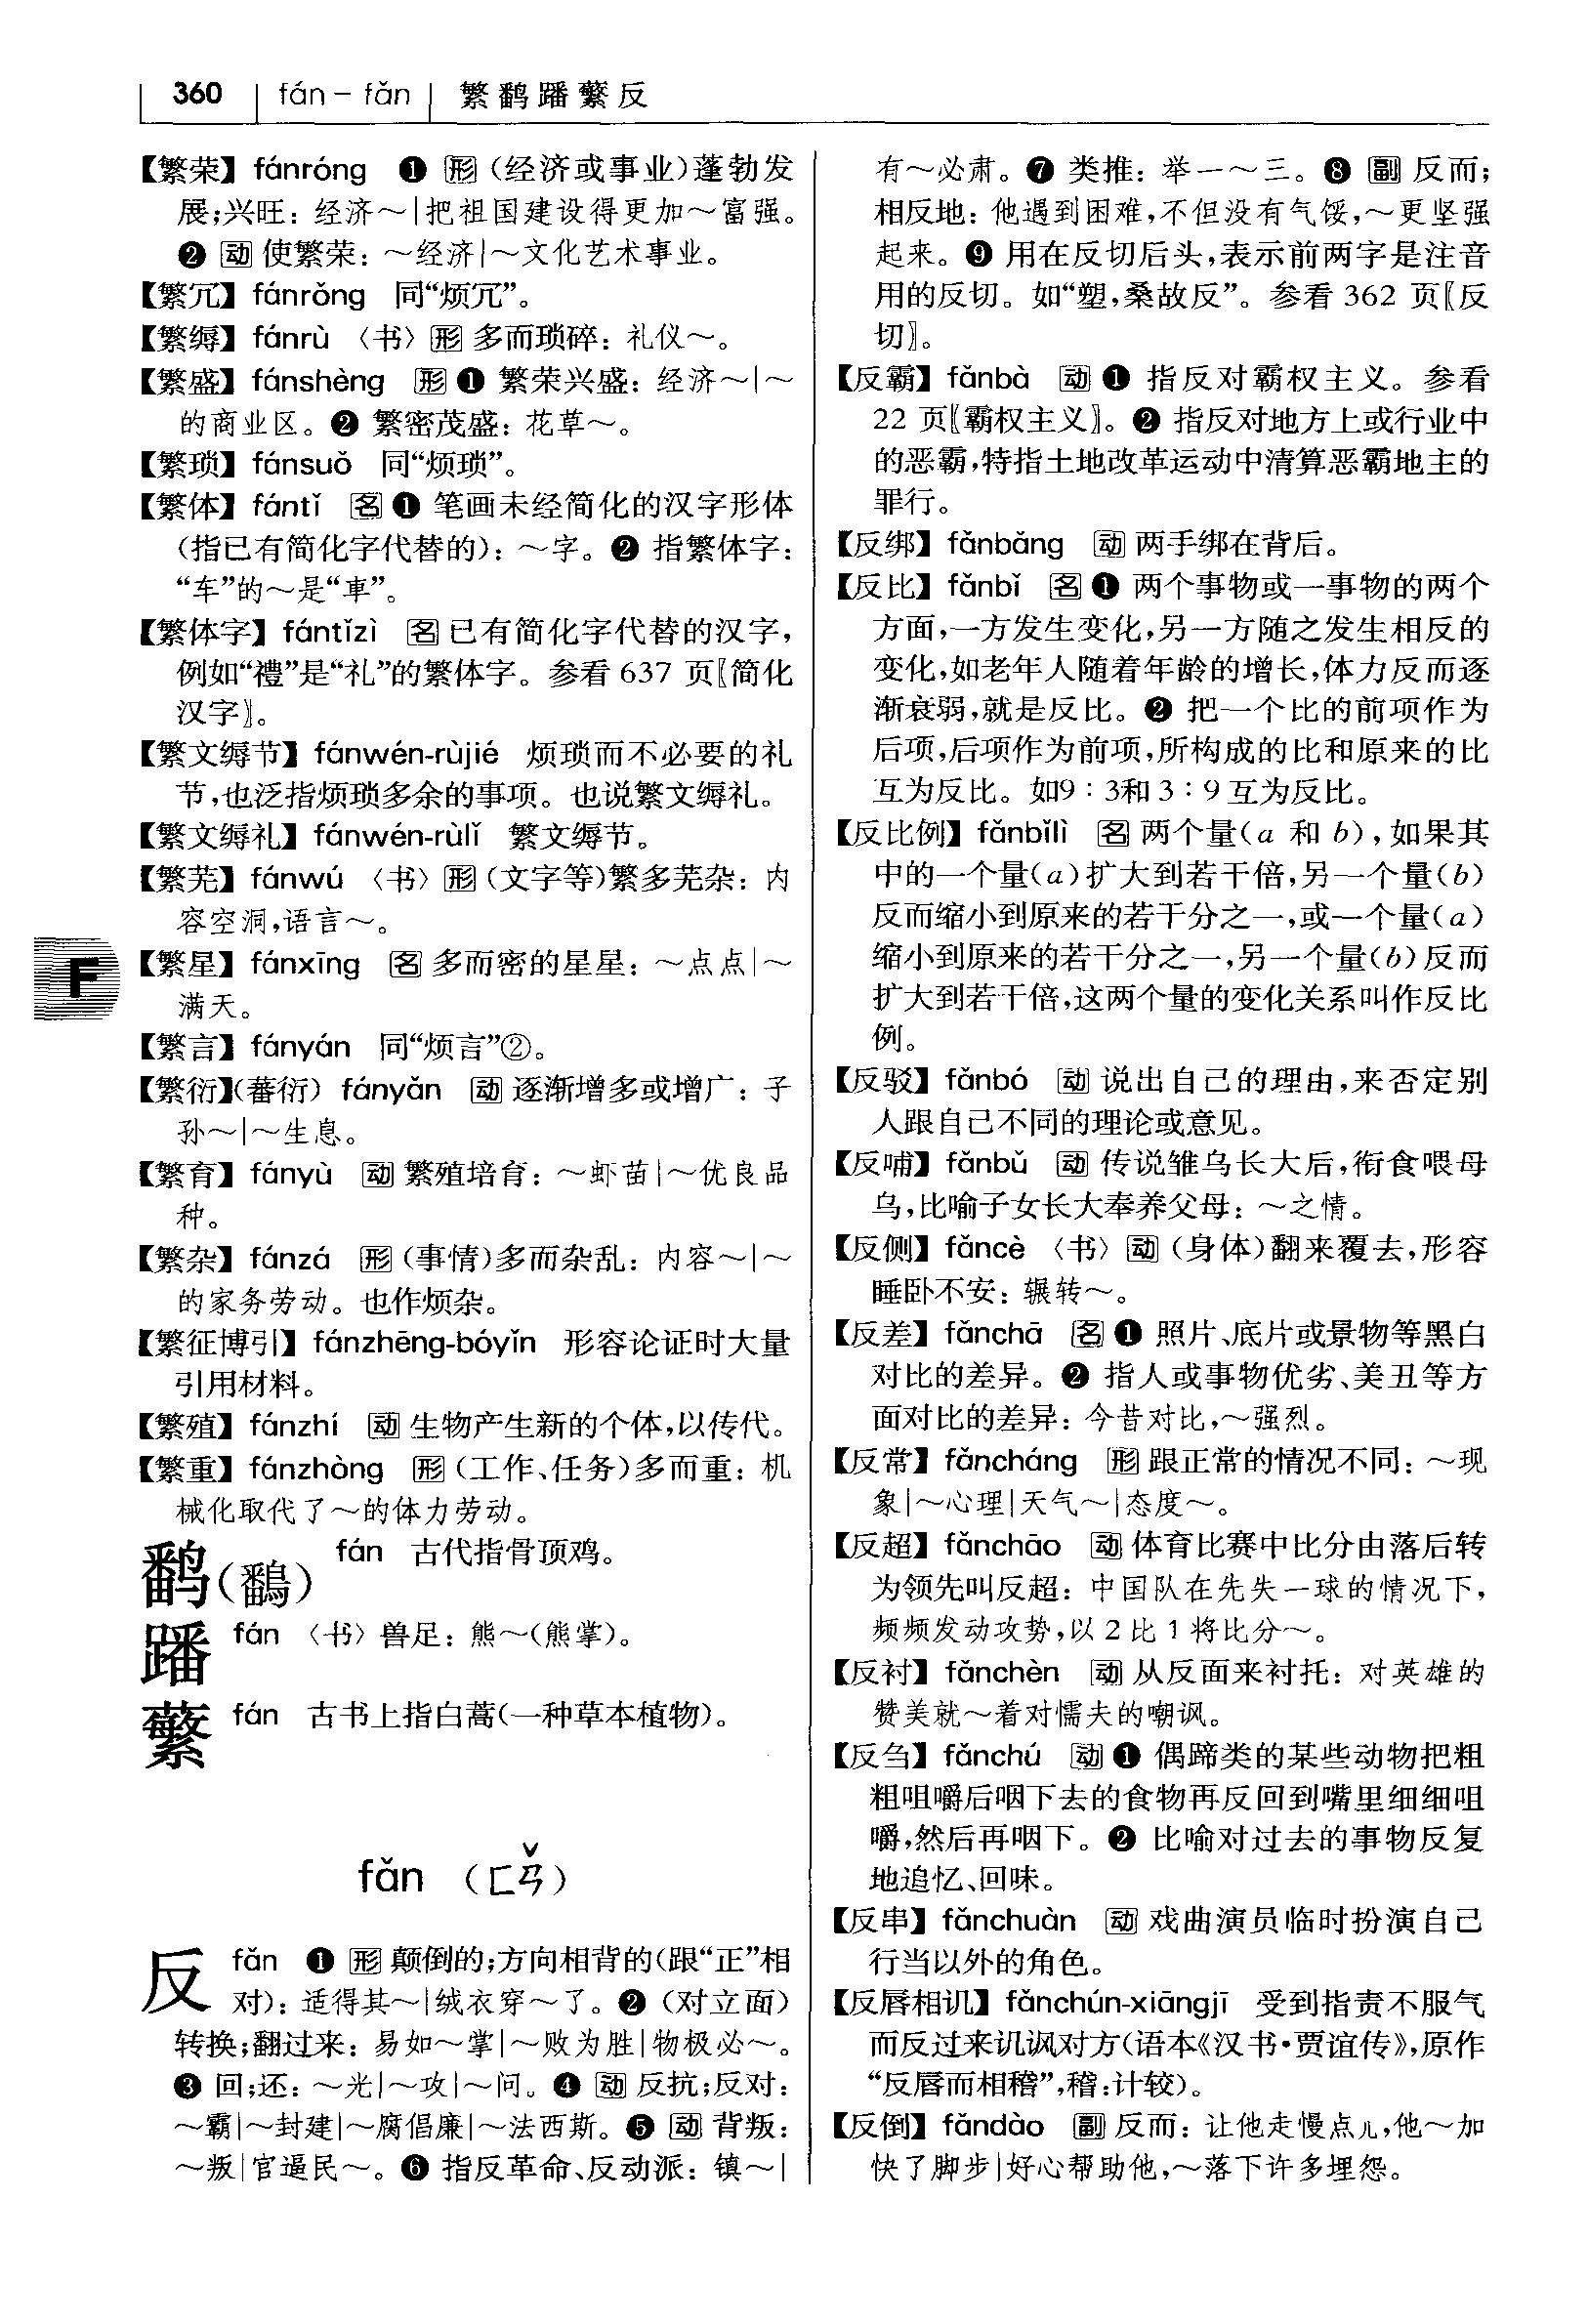 360 fán – fǎn 繁鹬蹯蘩反
【繁荣】 fánróng ❶ 形 (经济或事业)蓬勃发
展;兴旺：经济～|把祖国建设得更加～富强。
❷ 动 使繁荣：～经济|～文化艺术事业。
【繁冗】 fánrǒng 同“烦冗”。
【繁缛】 fánrù 〈书〉 形 多而琐碎：礼仪～。
【繁盛】 fánshèng 形 ❶ 繁荣兴盛：经济～|～
的商业区。❷ 繁密茂盛：花草～。
【繁琐】 fánsuǒ 同“烦琐”。
【繁体】 fántǐ 名 ❶ 笔画未经简化的汉字形体
(指已有简化字代替的)：～字。❷ 指繁体字：
“车”的～是“車”。
【繁体字】 fántǐzì 名 已有简化字代替的汉字，
例如“禮”是“礼”的繁体字。参看 637 页〖简化
汉字〗。
【繁文缛节】 fánwén-rùjié 烦琐而不必要的礼
节，也泛指烦琐多余的事项。也说繁文缛礼。
【繁文缛礼】 fánwén-rùlǐ 繁文缛节。
【繁芜】 fánwú 〈书〉 形 (文字等)繁多芜杂：内
容空洞，语言～。
F
【繁星】 fánxīng 名 多而密的星星：～点点|～
满天。
【繁言】 fányán 同“烦言”②。
【繁衍】(蕃衍) fányǎn 动 逐渐增多或增广：子
孙～|～生息。
【繁育】 fányù 动 繁殖培育：～虾苗|～优良品
种。
【繁杂】 fánzá 形 (事情)多而杂乱：内容～|～
的家务劳动。也作烦杂。
【繁征博引】 fánzhēng-bóyǐn 形容论证时大量
引用材料。
【繁殖】 fánzhí 动 生物产生新的个体，以传代。
【繁重】 fánzhòng 形 (工作、任务)多而重：机
械化取代了～的体力劳动。
fán 古代指骨顶鸡。
蹯 fán 〈书〉 兽足：熊～(熊掌)。
蘩 fán 古书上指白蒿(一种草本植物)。
fǎn (ㄈㄢˇ)
反 fǎn ❶ 形 颠倒的;方向相背的(跟“正”相
对)：适得其～|绒衣穿～了。❷ (对立面)
转换;翻过来：易如～掌|～败为胜|物极必～。
❸ 回;还：～光|～攻|～问。❹ 动 反抗;反对：
～霸|～封建|～腐倡廉|～法西斯。❺ 动 背叛：
～叛|官逼民～。❻ 指反革命、反动派：镇～|
有～必肃。❼ 类推：举一～三。❽ 副 反而;
相反地：他遇到困难，不但没有气馁，～更坚强
起来。❾ 用在反切后头，表示前两字是注音
用的反切。如“塑，桑故反”。参看 362 页〖反
切〗。
【反霸】 fǎnbà 动 ❶ 指反对霸权主义。参看
22 页〖霸权主义〗。❷ 指反对地方上或行业中
的恶霸，特指土地改革运动中清算恶霸地主的
罪行。
【反绑】 fǎnbǎng 动 两手绑在背后。
【反比】 fǎnbǐ 名 ❶ 两个事物或一事物的两个
方面，一方发生变化，另一方随之发生相反的
变化，如老年人随着年龄的增长，体力反而逐
渐衰弱，就是反比。❷ 把一个比的前项作为
后项，后项作为前项，所构成的比和原来的比
互为反比。如9∶3和3∶9互为反比。
【反比例】 fǎnbǐlì 名 两个量(a 和 b)，如果其
中的一个量(a)扩大到若干倍，另一个量(b)
反而缩小到原来的若干分之一，或一个量(a)
缩小到原来的若干分之一，另一个量(b)反而
扩大到若干倍，这两个量的变化关系叫作反比
例。
【反驳】 fǎnbó 动 说出自己的理由，来否定别
人跟自己不同的理论或意见。
【反哺】 fǎnbǔ 动 传说雏乌长大后，衔食喂母
乌，比喻子女长大奉养父母：～之情。
【反侧】 fǎncè 〈书〉 动 (身体)翻来覆去，形容
睡卧不安：辗转～。
【反差】 fǎnchā 名 ❶ 照片、底片或景物等黑白
对比的差异。❷ 指人或事物优劣、美丑等方
面对比的差异：今昔对比，～强烈。
【反常】 fǎncháng 形 跟正常的情况不同：～现
象|～心理|天气～|态度～。
【反超】 fǎnchāo 动 体育比赛中比分由落后转
为领先叫反超：中国队在先失一球的情况下，
频频发动攻势，以 2 比 1 将比分～。
【反衬】 fǎnchèn 动 从反面来衬托：对英雄的
赞美就～着对懦夫的嘲讽。
【反刍】 fǎnchú 动 ❶ 偶蹄类的某些动物把粗
粗咀嚼后咽下去的食物再反回到嘴里细细咀
嚼，然后再咽下。❷ 比喻对过去的事物反复
地追忆、回味。
【反串】 fǎnchuàn 动 戏曲演员临时扮演自己
行当以外的角色。
【反唇相讥】 fǎnchún-xiāngjī 受到指责不服气
而反过来讥讽对方(语本《汉书·贾谊传》，原作
“反唇而相稽”，稽：计较)。
【反倒】 fǎndào 副 反而：让他走慢点儿，他～加
快了脚步|好心帮助他，～落下许多埋怨。